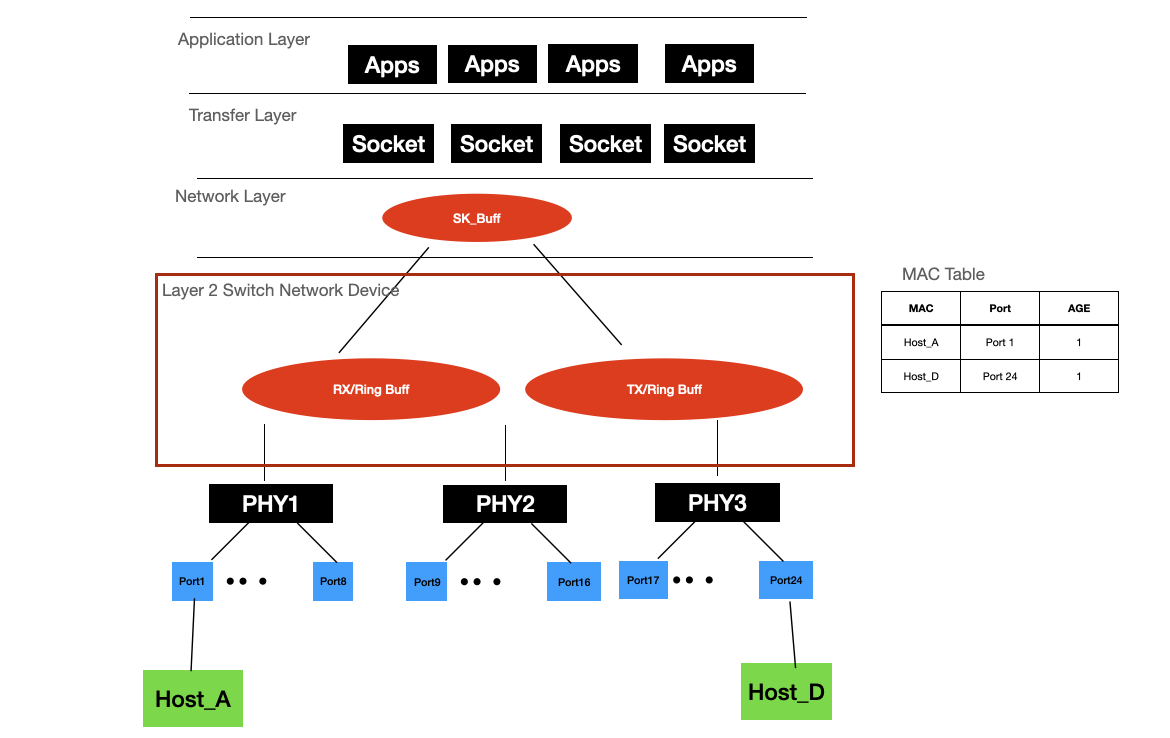 Application Layer
Apps Apps Apps Apps
Transfer Layer
Socket Socket Socket Socket
Network Layer
SK_Buff
Layer 2 Switch Network Device
RX/Ring Buff TX/Ring Buff
MAC Table
MAC Port AGE
Host_A Port 1 1
Host_D Port 24 1
PHY1 PHY2 PHY3
Port1 Port8 Port9 Port16 Port17 Port24
Host_A Host_D